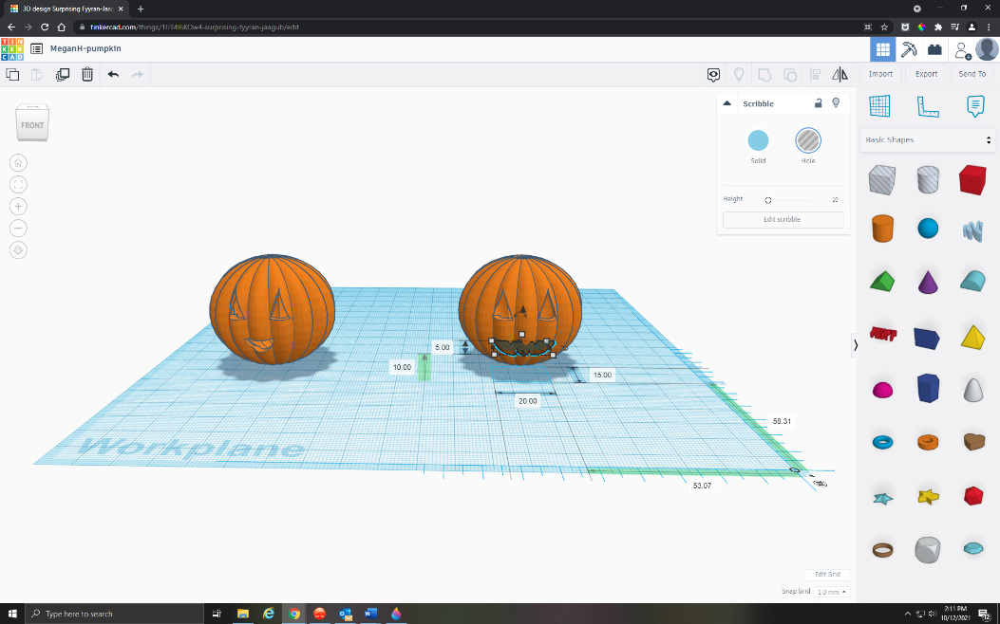 3D design Surprising Fyyran-Jaa
tinkercad.com/things/1IT4I6KOw4-surprising-fyyran-jaagub/edit
TIN
KER
CAD
MeganH-pumpkin
Import
Export
Send To
FRONT
Scribble
Solid
Hole
Height
10
Edit scribble
Basic Shapes
TEXT
5.00
10.00
15.00
20.00
58.31
53.07
Workplane
Edit Grid
Snap Grid
1.0 mm
Type here to search
2:11 PM
10/12/2021